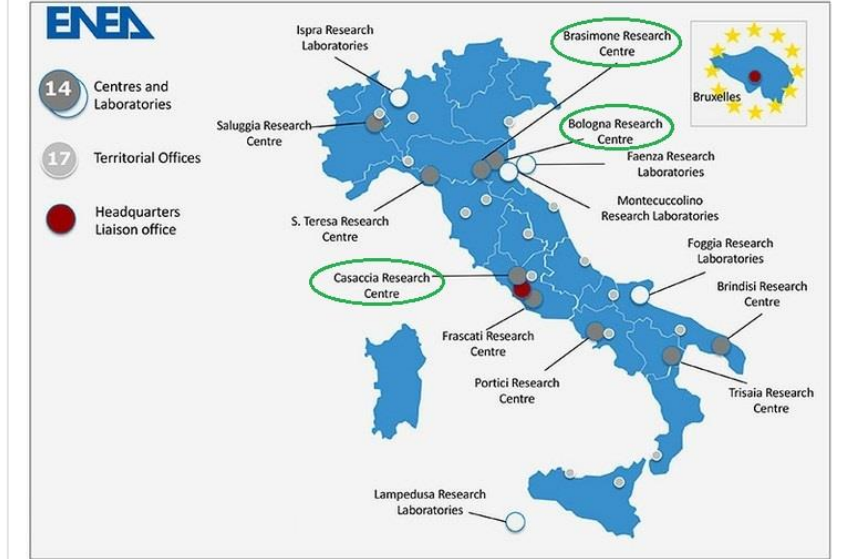 ENEA
14
Centres and
Laboratories
17
Territorial Offices
Headquarters
Liaison office
Ispra Research
Laboratories
Brasimone Research
Centre
Bruxelles
Saluggia Research
Centre
Bologna Research
Centre
Faenza Research
Laboratories
S. Teresa Research
Centre
Montecuccolino
Research Laboratories
Foggia Research
Laboratories
Casaccia Research
Centre
Brindisi Research
Centre
Frascati Research
Centre
Portici Research
Centre
Trisaia Research
Centre
Lampedusa Research
Laboratories